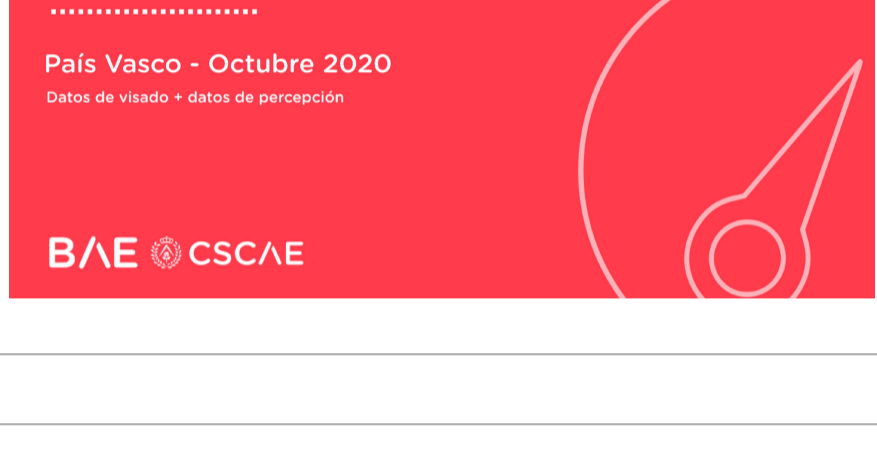 País Vasco - Octubre 2020
Datos de visado + datos de percepción
BΛE CSCΛE